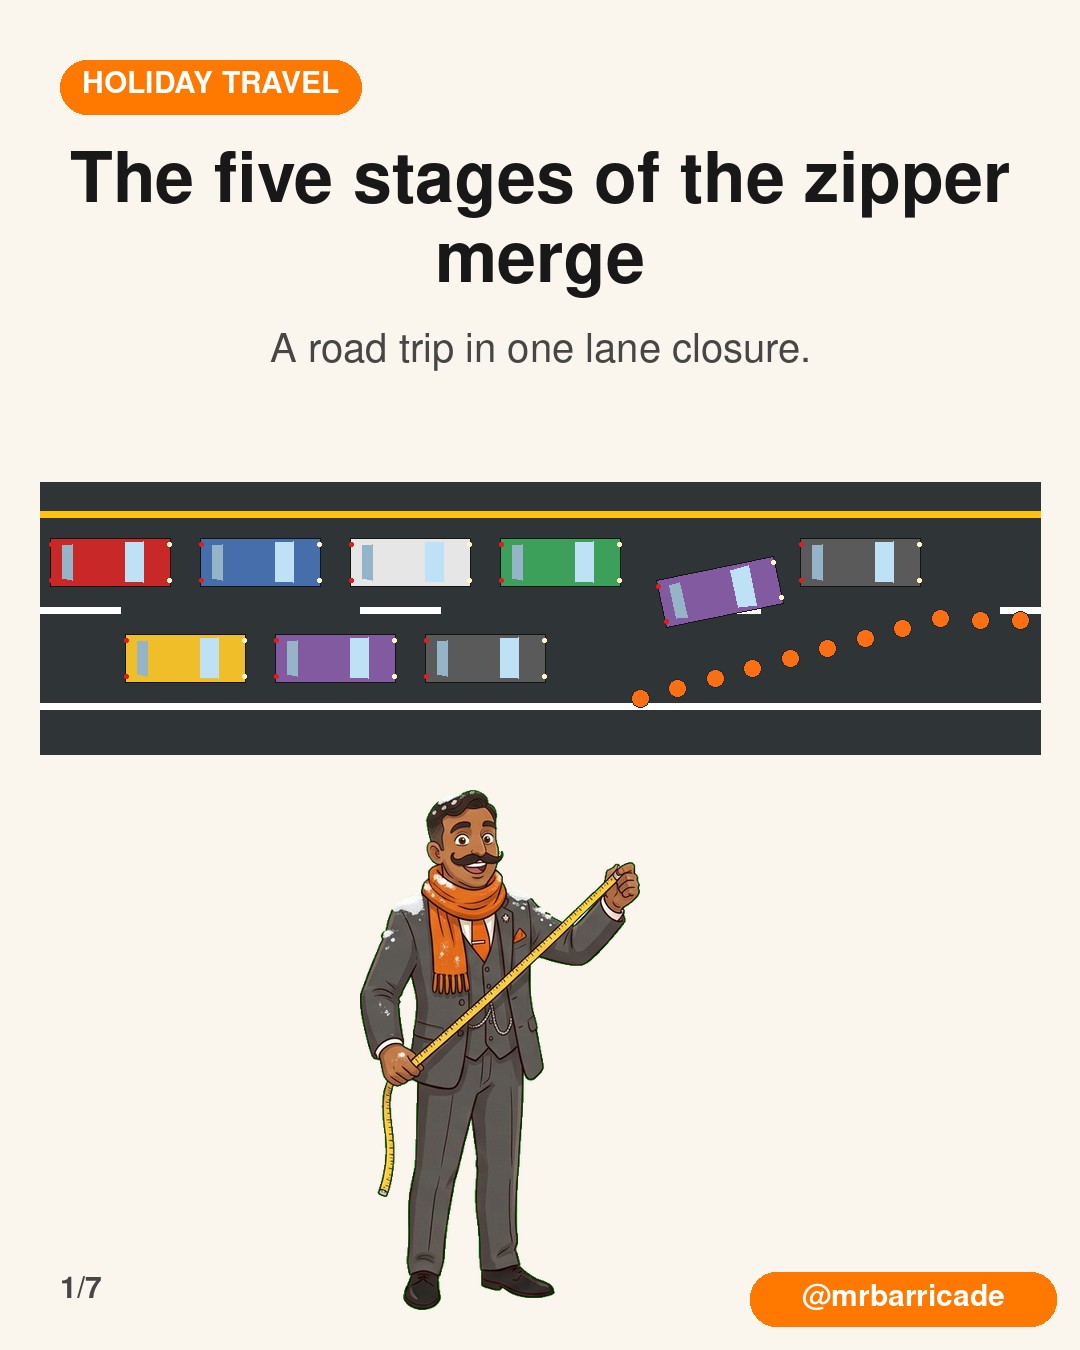 HOLIDAY TRAVEL
The five stages of the zipper
merge
A road trip in one lane closure.
1/7
@mrbarricade